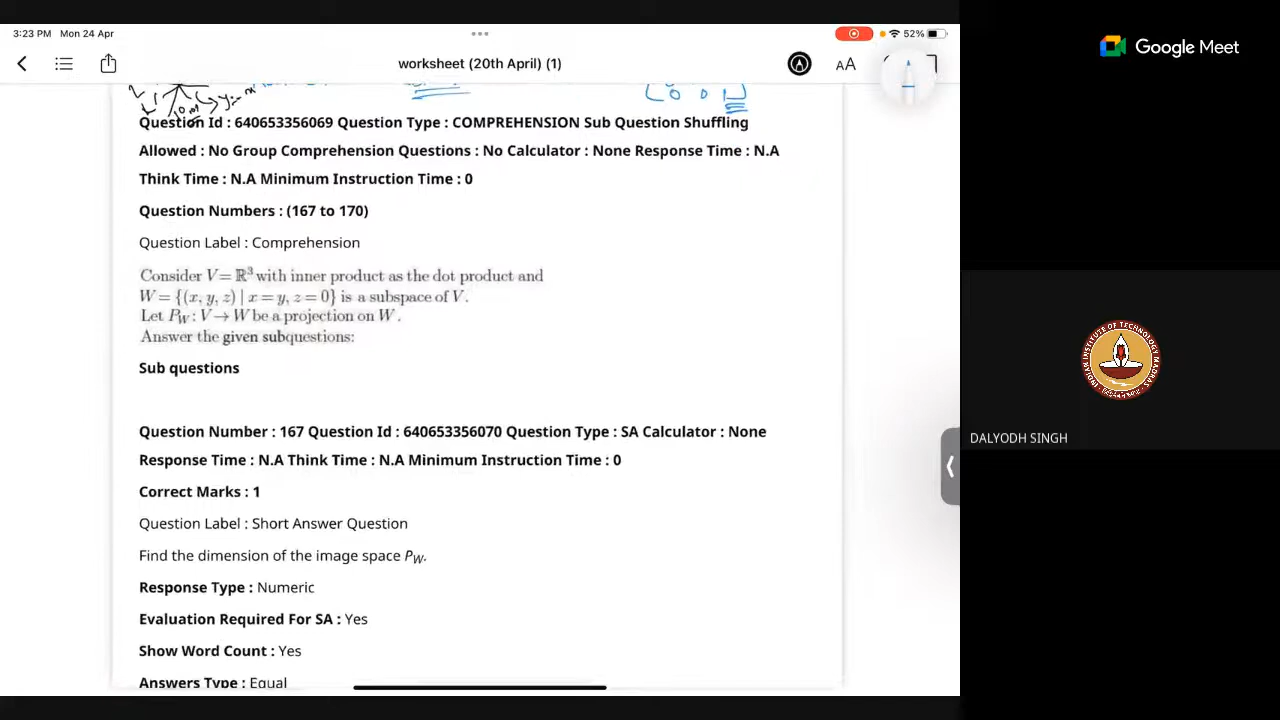 3:23 PM Mon 24 Apr
52%
worksheet (20th April) (1)
AA
Google Meet
0 0 1
Question Id : 640653356069 Question Type : COMPREHENSION Sub Question Shuffling
Allowed : No Group Comprehension Questions : No Calculator : None Response Time : N.A
Think Time : N.A Minimum Instruction Time : 0
Question Numbers : (167 to 170)
Question Label : Comprehension
Consider V = ℝ³ with inner product as the dot product and
W = {(x, y, z) | x = y, z = 0} is a subspace of V.
Let P_W : V → W be a projection on W.
Answer the given subquestions:
Sub questions
Question Number : 167 Question Id : 640653356070 Question Type : SA Calculator : None
Response Time : N.A Think Time : N.A Minimum Instruction Time : 0
Correct Marks : 1
Question Label : Short Answer Question
Find the dimension of the image space P_W.
Response Type : Numeric
Evaluation Required For SA : Yes
Show Word Count : Yes
Answers Type : Equal
DALYODH SINGH